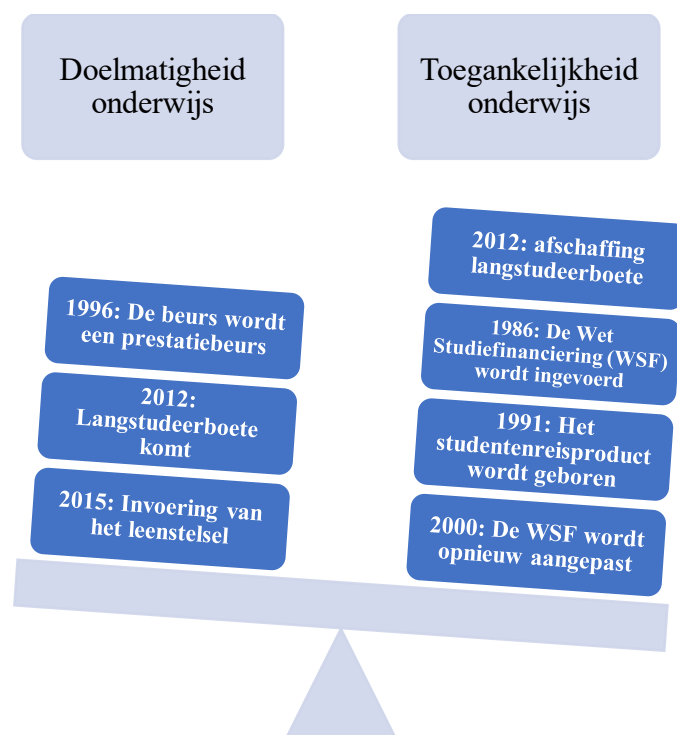 Doelmatigheid
onderwijs
Toegankelijkheid
onderwijs
1996: De beurs wordt
een prestatiebeurs
2012:
Langstudeerboete
komt
2015: Invoering van
het leenstelsel
2012: afschaffing
langstudeerboete
1986: De Wet
Studiefinanciering (WSF)
wordt ingevoerd
1991: Het
studentenreisproduct
wordt geboren
2000: De WSF wordt
opnieuw aangepast